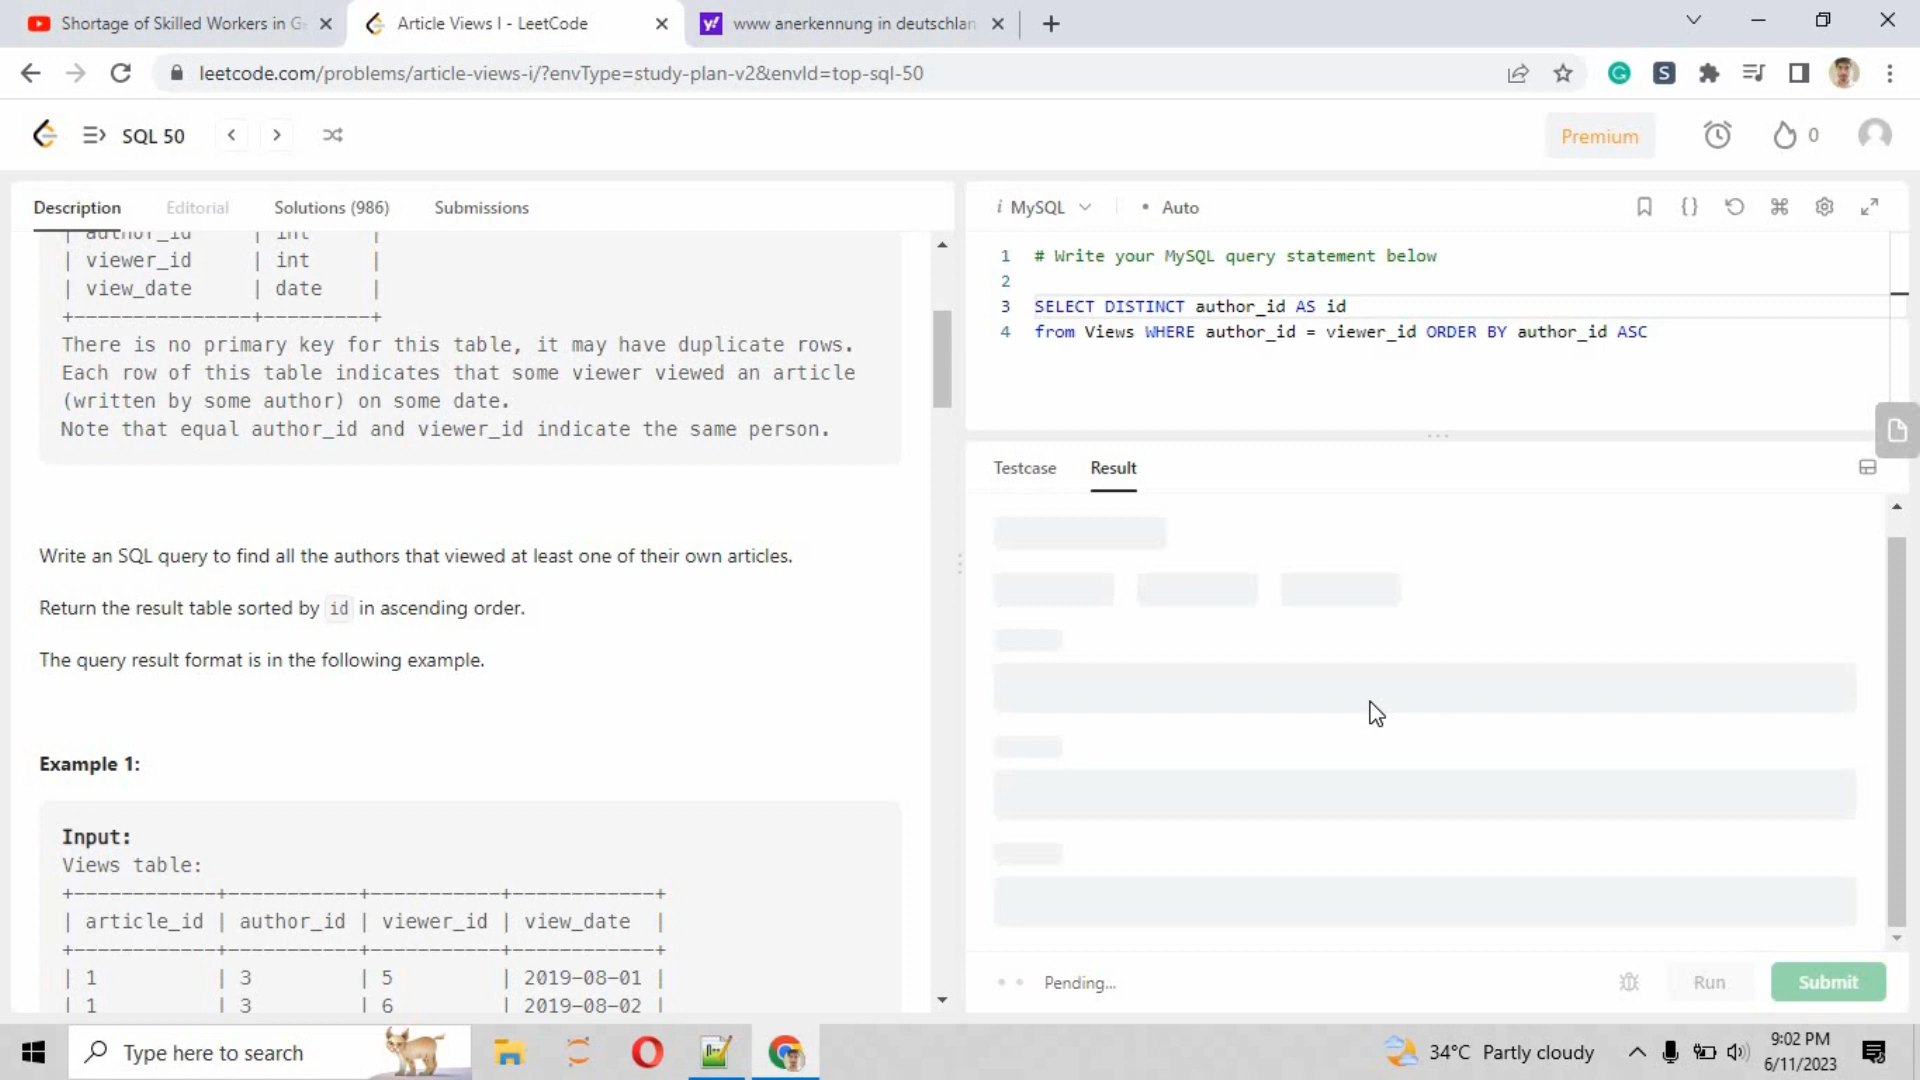 Shortage of Skilled Workers in Ge
Article Views I - LeetCode
www anerkennung in deutschlan
leetcode.com/problems/article-views-i/?envType=study-plan-v2&envId=top-sql-50
SQL 50
Premium
0
Description
Editorial
Solutions (986)
Submissions
| author_id | int |
| viewer_id | int |
| view_date | date |
+---------------+---------+
There is no primary key for this table, it may have duplicate rows.
Each row of this table indicates that some viewer viewed an article
(written by some author) on some date.
Note that equal author_id and viewer_id indicate the same person.
Write an SQL query to find all the authors that viewed at least one of their own articles.
Return the result table sorted by id in ascending order.
The query result format is in the following example.
Example 1:
Input:
Views table:
+------------+-----------+-----------+------------+
| article_id | author_id | viewer_id | view_date |
+------------+-----------+-----------+------------+
| 1 | 3 | 5 | 2019-08-01 |
| 1 | 3 | 6 | 2019-08-02 |
i MySQL
• Auto
1 # Write your MySQL query statement below
2
3 SELECT DISTINCT author_id AS id
4 from Views WHERE author_id = viewer_id ORDER BY author_id ASC
Testcase
Result
Pending...
Run
Submit
Type here to search
34°C Partly cloudy
9:02 PM
6/11/2023